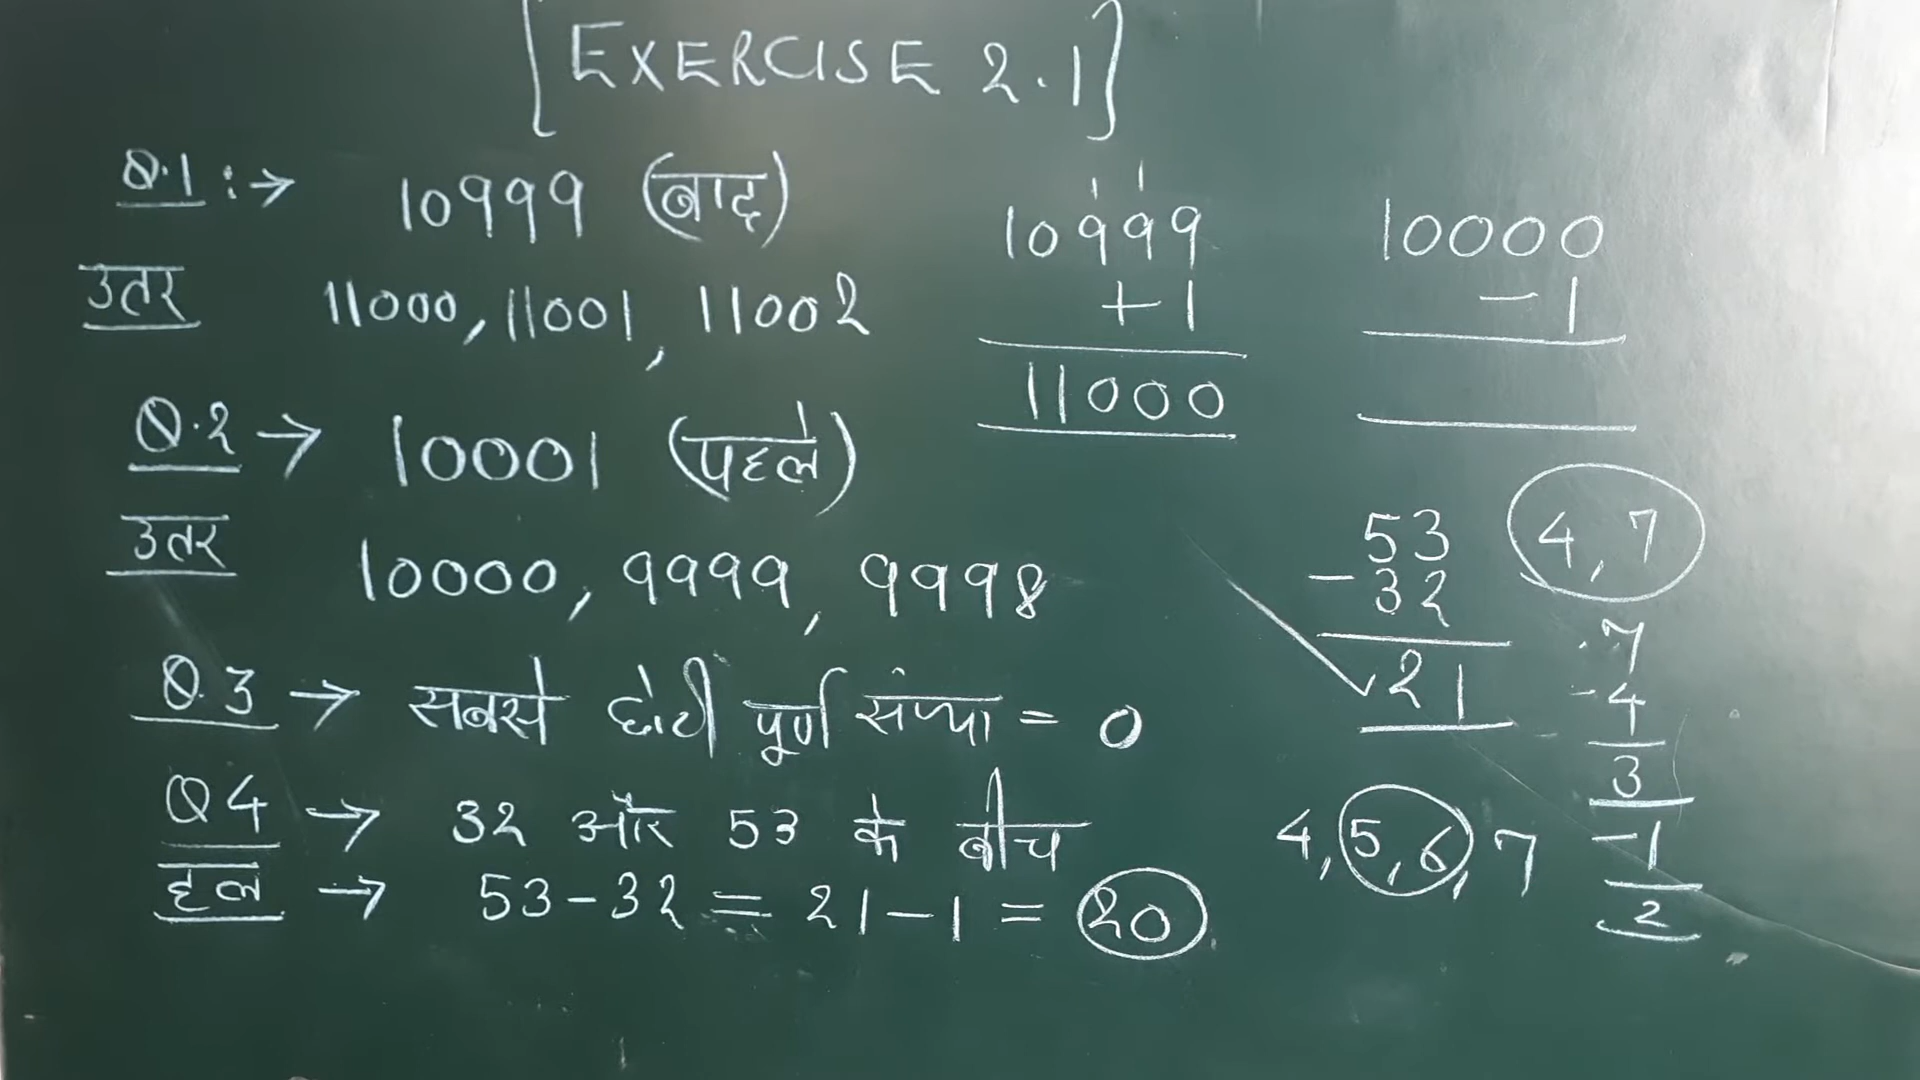 [EXERCISE 2.1]
Q.1 :→ 10999 (बाद)
उतर 11000, 11001, 11002
Q.2 → 10001 (पहले)
उतर 10000, 9999, 9998
Q.3 → सबसे छोटी पूर्ण संख्या = 0
Q4 → 32 और 53 के बीच
हल → 53-32 = 21-1 = 20
1 1
10999
+1
11000
10000
-1
53
-32
21
4, 7
7
-4
3
-1
2
4, 5, 6, 7